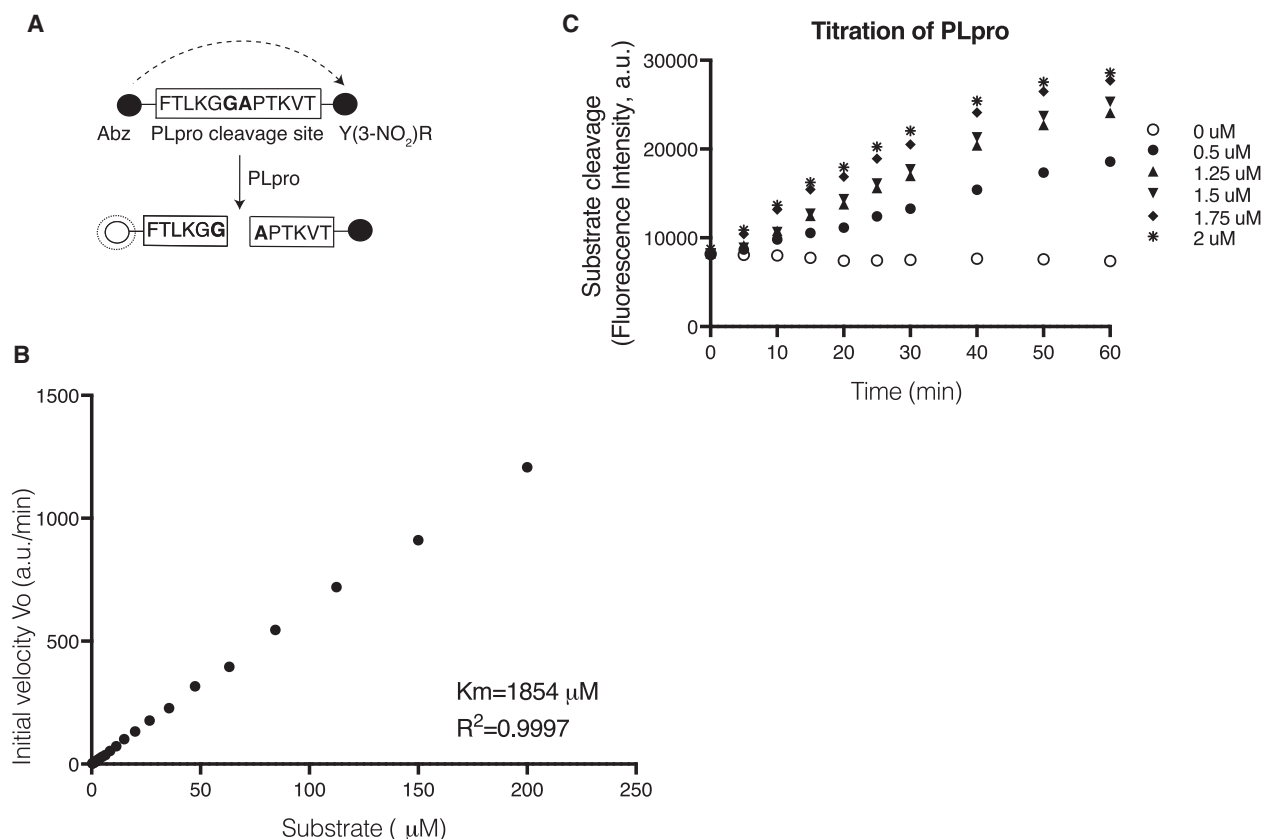 A
FTLKGGAPTKVT
Abz PLpro cleavage site Y(3-NO2)R
PLpro
FTLKGG APTKVT
B
1500
1000
500
0
0 50 100 150 200 250
Initial velocity Vo (a.u./min)
Substrate ( μM)
Km=1854 μM
R2=0.9997
C
Titration of PLpro
Substrate cleavage
(Fluorescence Intensity, a.u.)
30000
20000
10000
0
0 10 20 30 40 50 60
Time (min)
0 uM
0.5 uM
1.25 uM
1.5 uM
1.75 uM
2 uM